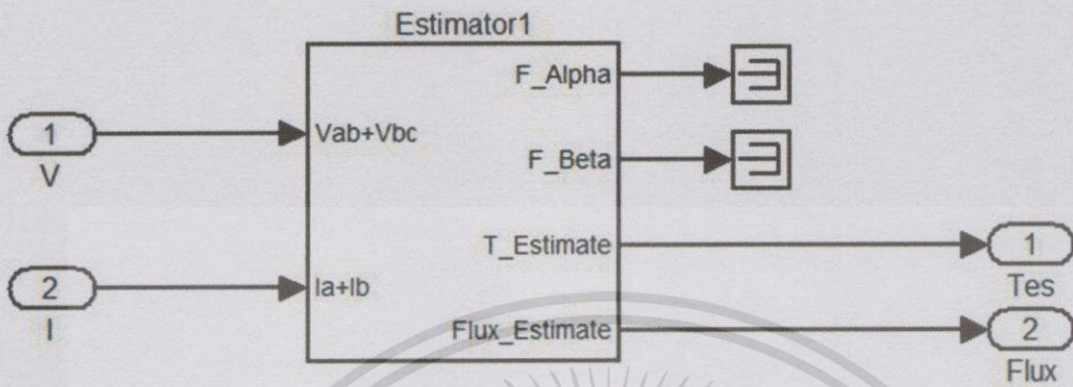 Estimator1
F_Alpha
1
Vab+Vbc
V
F_Beta
T_Estimate
1
Tes
2
Ia+Ib
I
Flux_Estimate
2
Flux